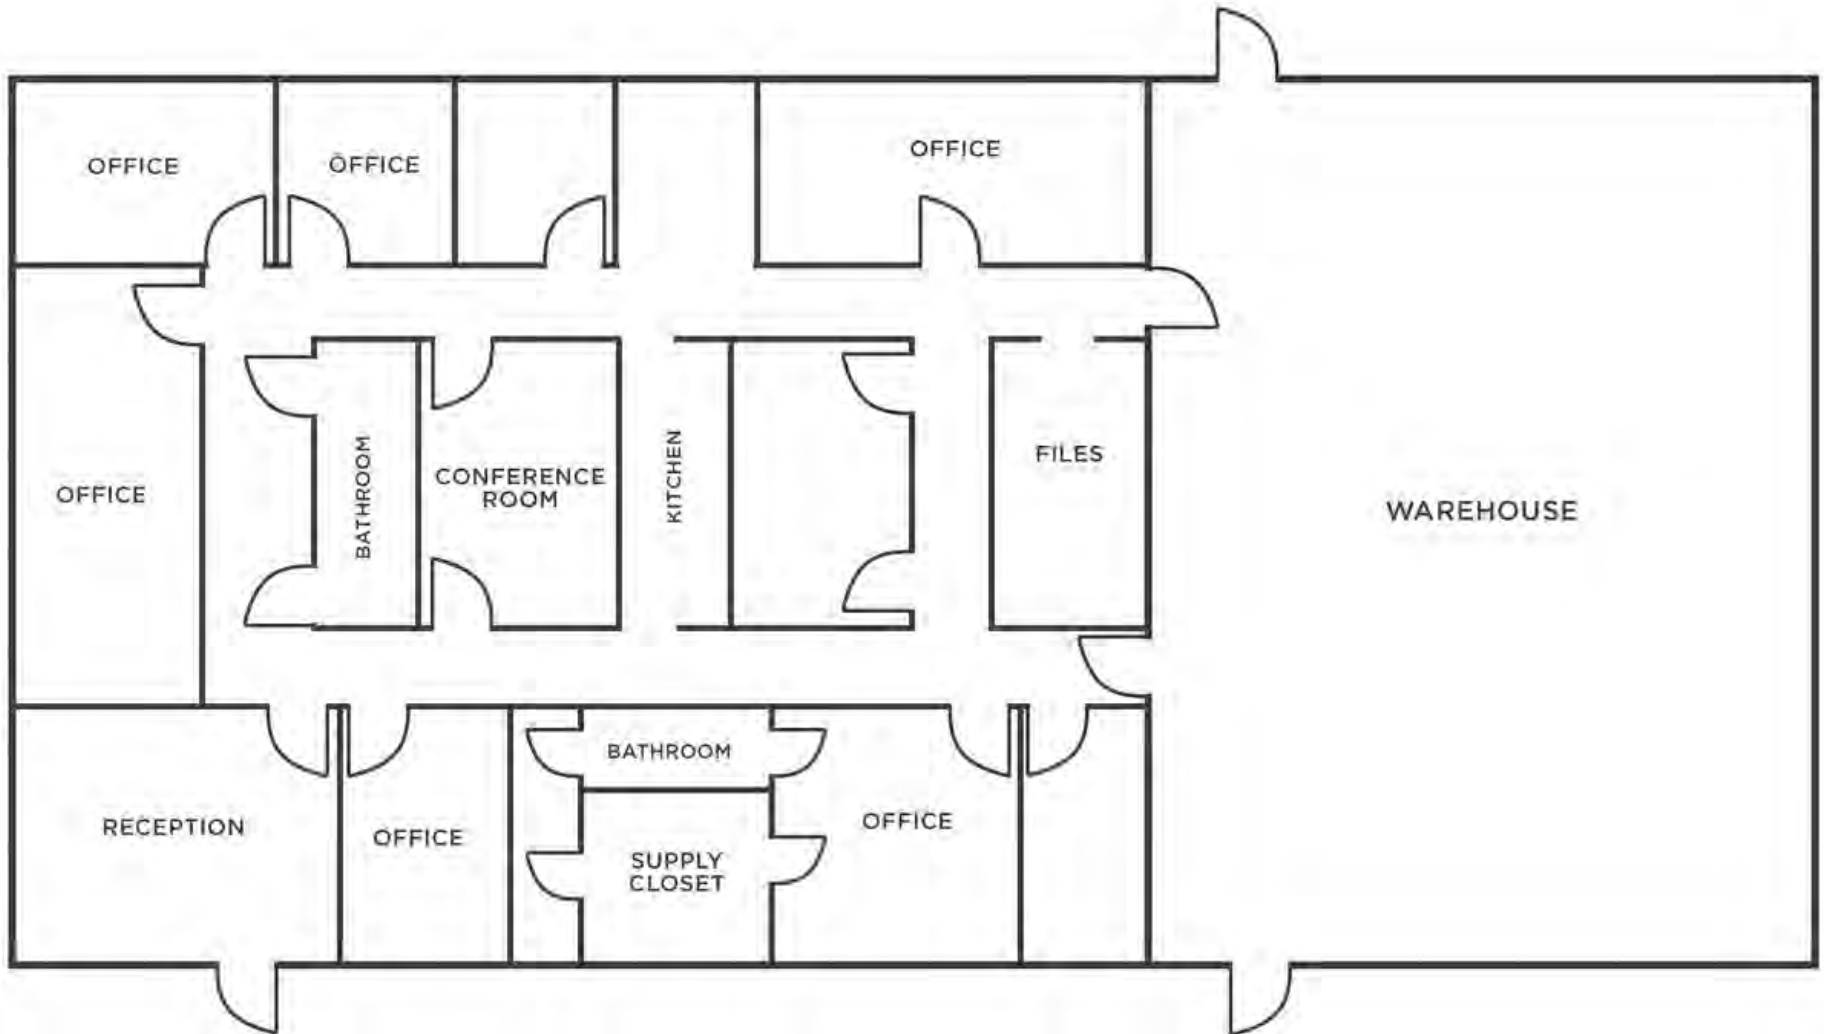 OFFICE
OFFICE
OFFICE
OFFICE
BATHROOM
CONFERENCE
ROOM
KITCHEN
FILES
WAREHOUSE
RECEPTION
OFFICE
BATHROOM
SUPPLY
CLOSET
OFFICE